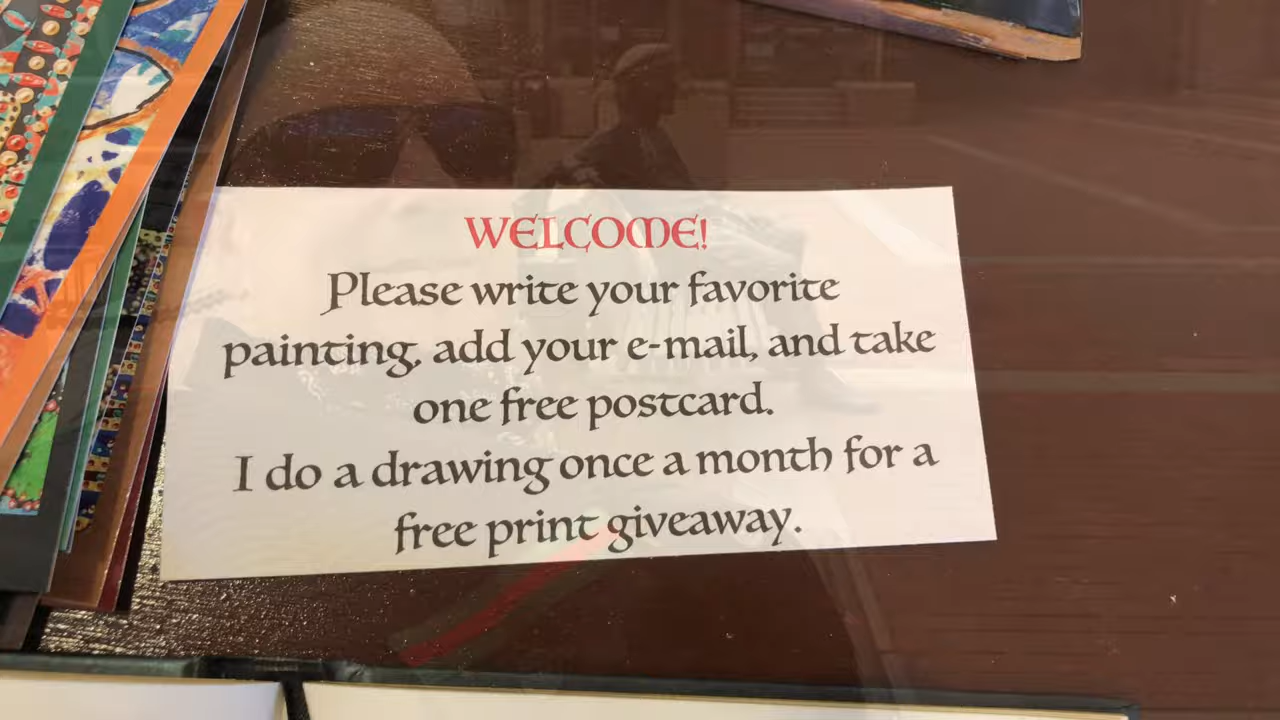 WELCOME!
Please write your favorite
painting, add your e-mail, and take
one free postcard.
I do a drawing once a month for a
free print giveaway.